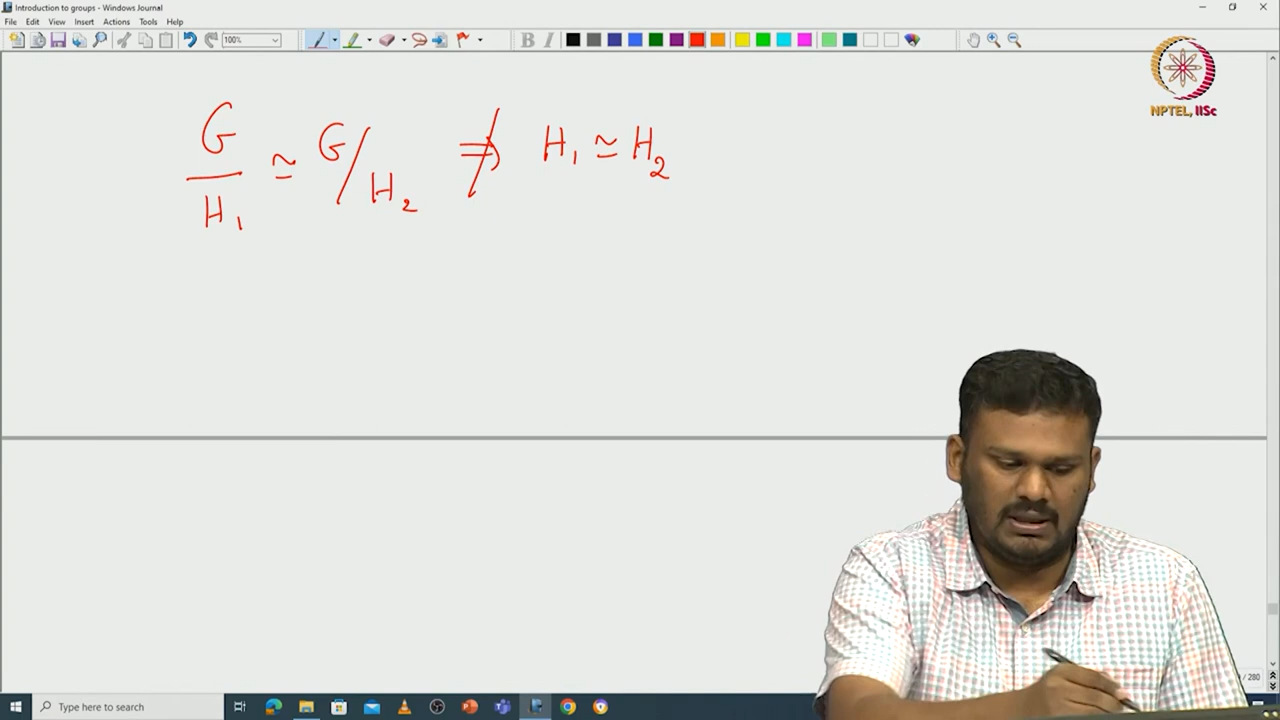 Introduction to groups - Windows Journal
File Edit View Insert Actions Tools Help
100% B I
NPTEL, IISc
G/H₁ ≃ G/H₂ ⇏ H₁ ≃ H₂
/ 280
Type here to search